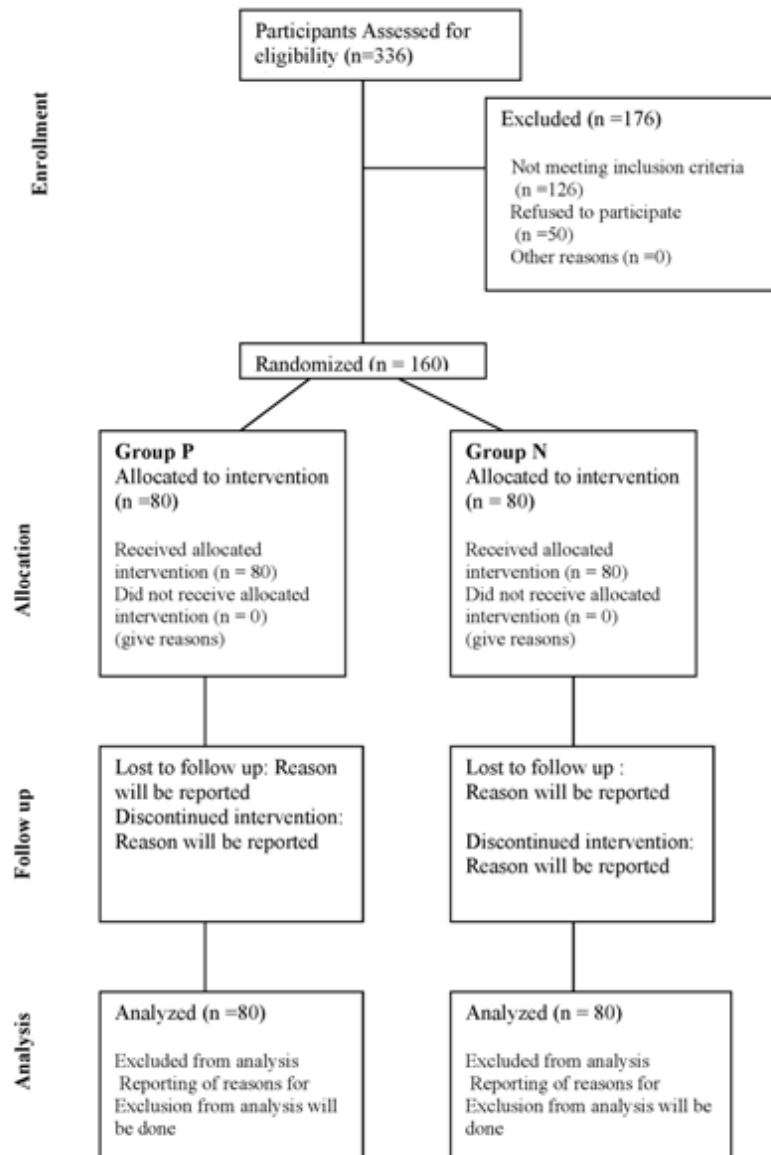 Participants Assessed for
eligibility (n=336)
Enrollment
Excluded (n =176)
Not meeting inclusion criteria
(n =126)
Refused to participate
(n =50)
Other reasons (n =0)
Randomized (n = 160)
Allocation
Group P
Allocated to intervention
(n =80)
Received allocated
intervention (n = 80)
Did not receive allocated
intervention (n = 0)
(give reasons)
Group N
Allocated to intervention
(n = 80)
Received allocated
intervention (n = 80)
Did not receive allocated
intervention (n = 0)
(give reasons)
Follow up
Lost to follow up: Reason
will be reported
Discontinued intervention:
Reason will be reported
Lost to follow up :
Reason will be reported
Discontinued intervention:
Reason will be reported
Analysis
Analyzed (n =80)
Excluded from analysis
Reporting of reasons for
Exclusion from analysis will
be done
Analyzed (n = 80)
Excluded from analysis
Reporting of reasons for
Exclusion from analysis will be
done